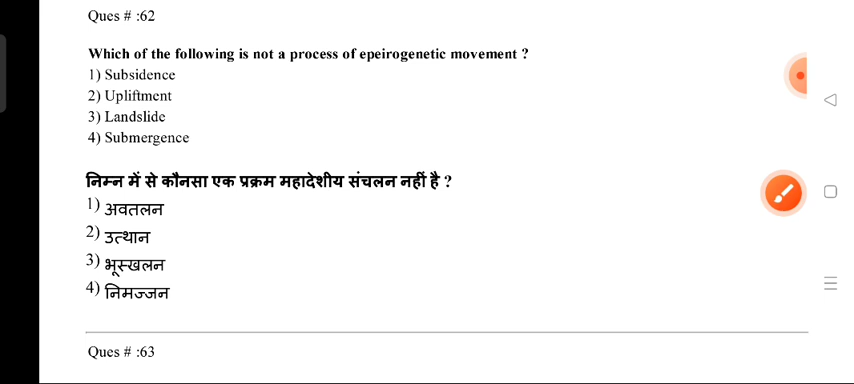 Ques # :62
Which of the following is not a process of epeirogenetic movement ?
1) Subsidence
2) Upliftment
3) Landslide
4) Submergence
निम्न में से कौनसा एक प्रक्रम महादेशीय संचलन नहीं है ?
1) अवतलन
2) उत्थान
3) भूस्खलन
4) निमज्जन
Ques # :63